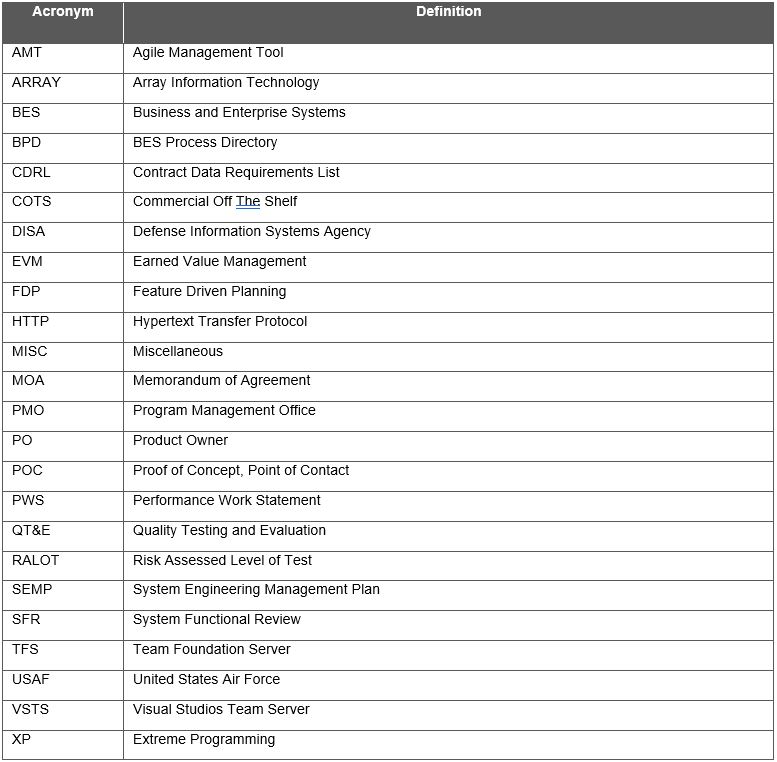 Acronym Definition
AMT Agile Management Tool
ARRAY Array Information Technology
BES Business and Enterprise Systems
BPD BES Process Directory
CDRL Contract Data Requirements List
COTS Commercial Off The Shelf
DISA Defense Information Systems Agency
EVM Earned Value Management
FDP Feature Driven Planning
HTTP Hypertext Transfer Protocol
MISC Miscellaneous
MOA Memorandum of Agreement
PMO Program Management Office
PO Product Owner
POC Proof of Concept, Point of Contact
PWS Performance Work Statement
QT&E Quality Testing and Evaluation
RALOT Risk Assessed Level of Test
SEMP System Engineering Management Plan
SFR System Functional Review
TFS Team Foundation Server
USAF United States Air Force
VSTS Visual Studios Team Server
XP Extreme Programming